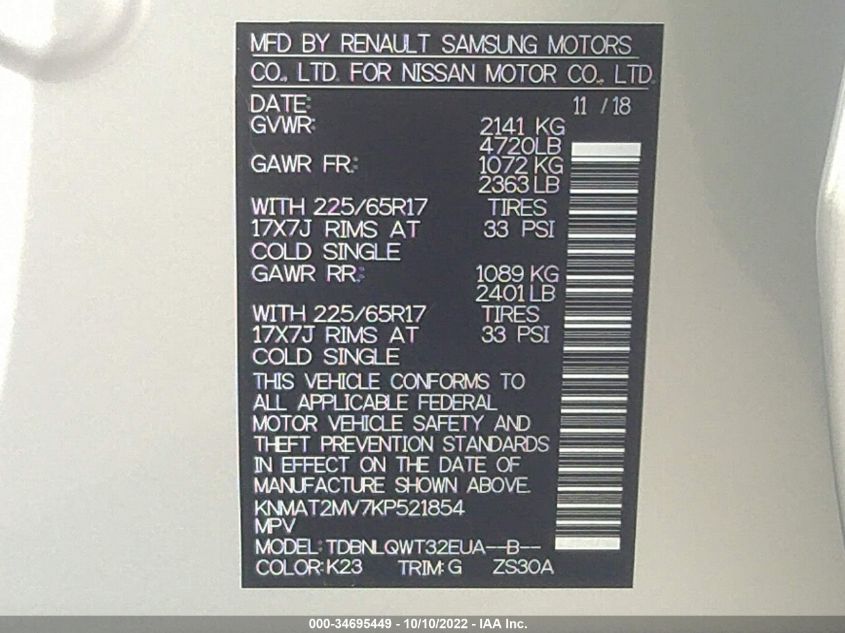 MFD BY RENAULT SAMSUNG MOTORS
CO., LTD. FOR NISSAN MOTOR CO., LTD.
DATE: 11 / 18
GVWR: 2141 KG
4720LB
GAWR FR.: 1072 KG
2363 LB
WITH 225/65R17 TIRES
17X7J RIMS AT 33 PSI
COLD SINGLE
GAWR RR.: 1089 KG
2401 LB
WITH 225/65R17 TIRES
17X7J RIMS AT 33 PSI
COLD SINGLE
THIS VEHICLE CONFORMS TO
ALL APPLICABLE FEDERAL
MOTOR VEHICLE SAFETY AND
THEFT PREVENTION STANDARDS
IN EFFECT ON THE DATE OF
MANUFACTURE SHOWN ABOVE.
KNMAT2MV7KP521854
MPV
MODEL: TDBNLQWT32EUA--B--
COLOR: K23 TRIM: G ZS30A
000-34695449 - 10/10/2022 - IAA Inc.